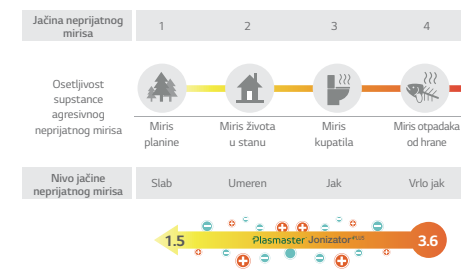 Jačina neprijatnog
mirisa
1
2
3
4
Osetljivost
supstance
agresivnog
neprijatnog mirisa
Miris
planine
Miris života
u stanu
Miris
kupatila
Miris otpadaka
od hrane
Nivo jačine
neprijatnog mirisa
Slab
Umeren
Jak
Vrlo jak
1.5
Plasmaster Jonizator PLUS
3.6